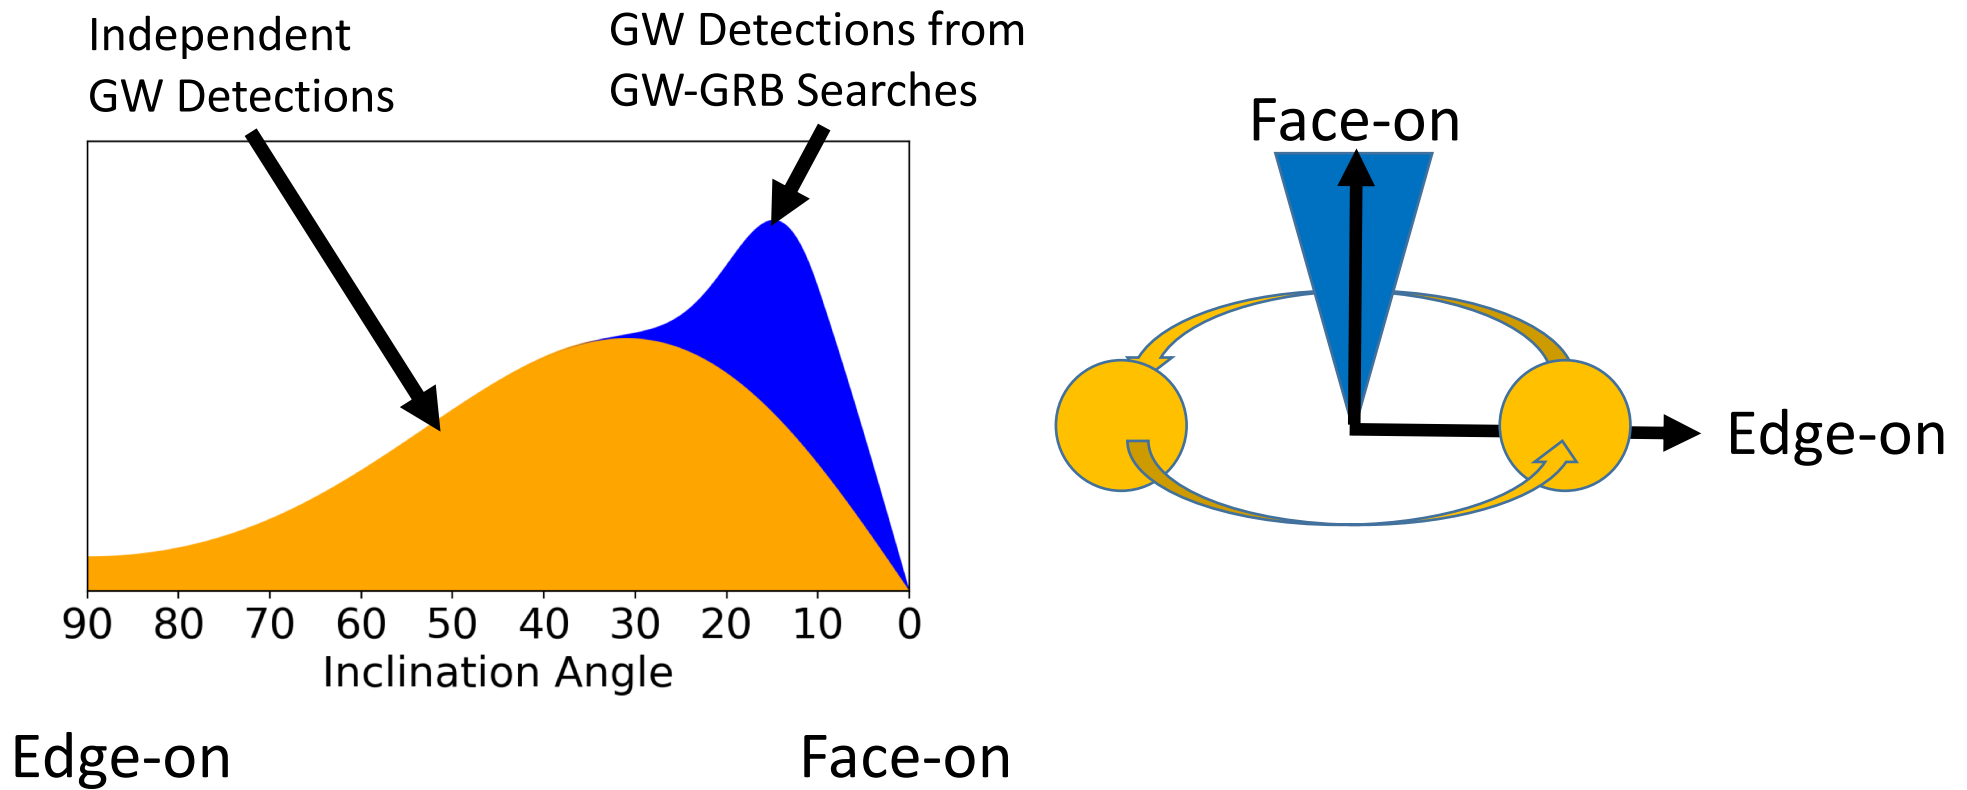 Independent
GW Detections
GW Detections from
GW-GRB Searches
90 80 70 60 50 40 30 20 10 0
Inclination Angle
Edge-on
Face-on
Face-on
Edge-on